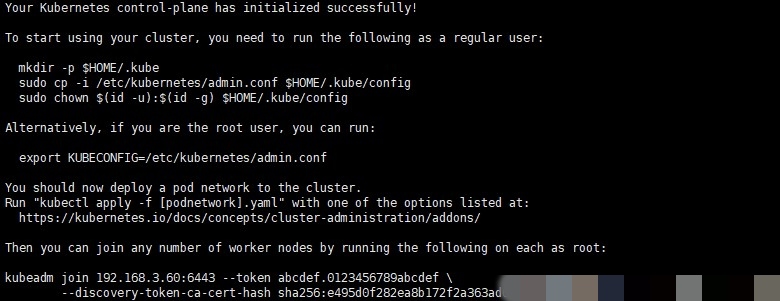 Your Kubernetes control-plane has initialized successfully!
To start using your cluster, you need to run the following as a regular user:
mkdir -p $HOME/.kube
sudo cp -i /etc/kubernetes/admin.conf $HOME/.kube/config
sudo chown $(id -u):$(id -g) $HOME/.kube/config
Alternatively, if you are the root user, you can run:
export KUBECONFIG=/etc/kubernetes/admin.conf
You should now deploy a pod network to the cluster.
Run "kubectl apply -f [podnetwork].yaml" with one of the options listed at:
https://kubernetes.io/docs/concepts/cluster-administration/addons/
Then you can join any number of worker nodes by running the following on each as root:
kubeadm join 192.168.3.60:6443 --token abcdef.0123456789abcdef \
--discovery-token-ca-cert-hash sha256:e495d0f282ea8b172f2a363ad